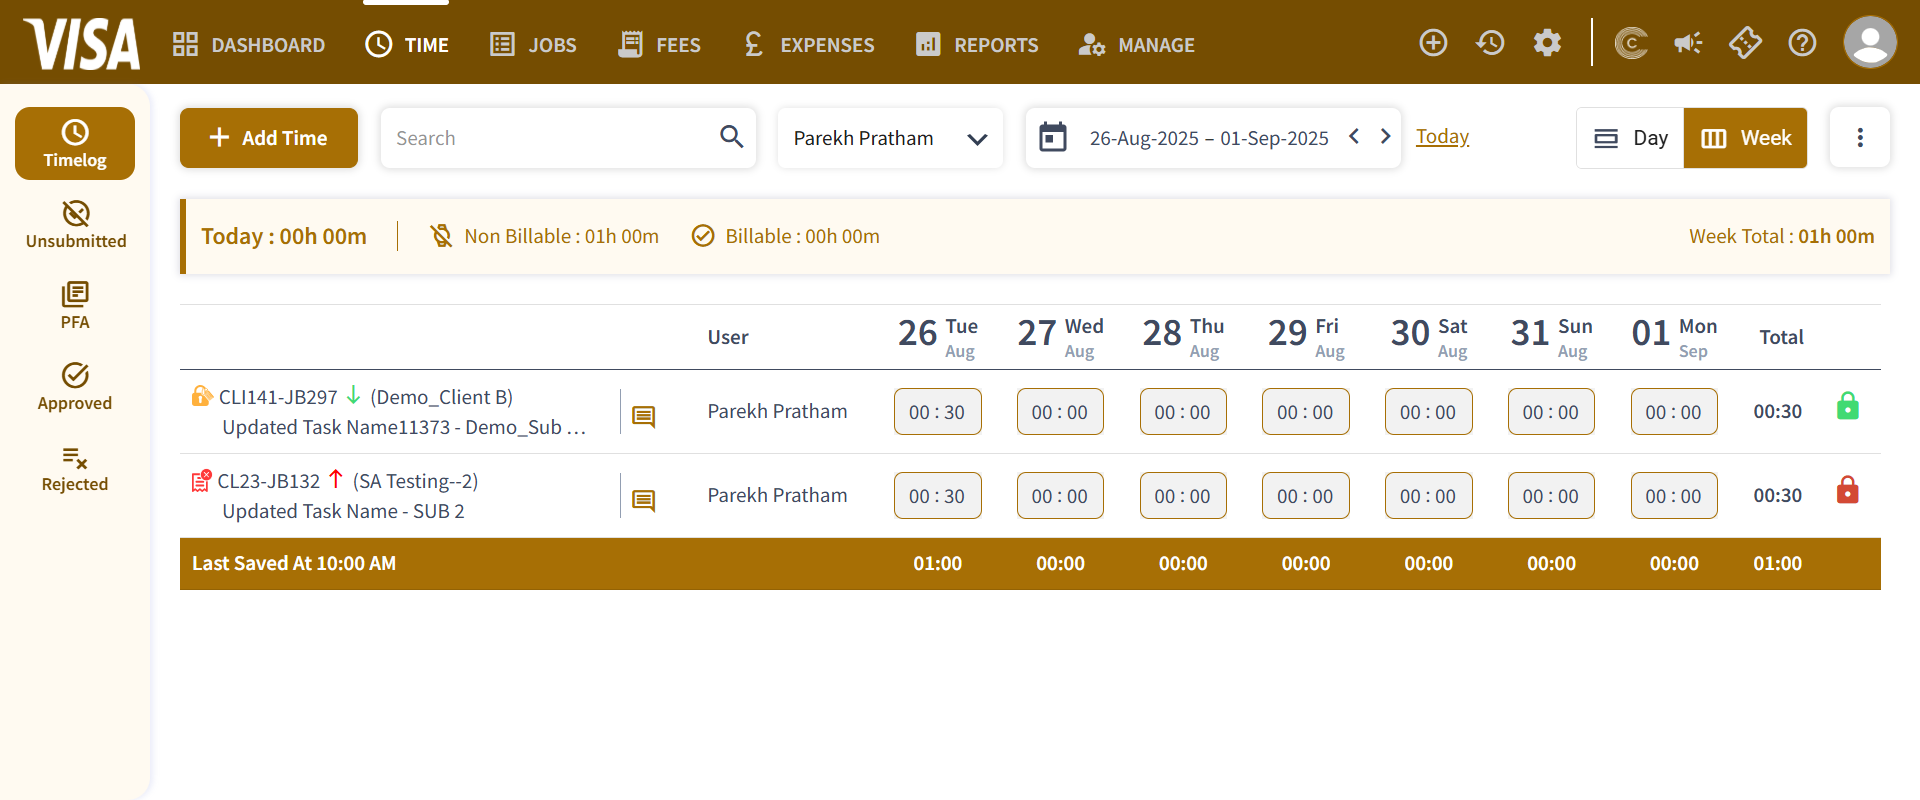 VISA DASHBOARD TIME JOBS FEES £ EXPENSES REPORTS MANAGE
Timelog
Unsubmitted
PFA
Approved
Rejected
+ Add Time Search Parekh Pratham 26-Aug-2025 – 01-Sep-2025 Today Day Week
Today : 00h 00m Non Billable : 01h 00m Billable : 00h 00m Week Total : 01h 00m
User 26 Tue Aug 27 Wed Aug 28 Thu Aug 29 Fri Aug 30 Sat Aug 31 Sun Aug 01 Mon Sep Total
CLI141-JB297 (Demo_Client B)
Updated Task Name11373 - Demo_Sub ...
Parekh Pratham 00 : 30 00 : 00 00 : 00 00 : 00 00 : 00 00 : 00 00 : 00 00:30
CL23-JB132 (SA Testing--2)
Updated Task Name - SUB 2
Parekh Pratham 00 : 30 00 : 00 00 : 00 00 : 00 00 : 00 00 : 00 00 : 00 00:30
Last Saved At 10:00 AM 01:00 00:00 00:00 00:00 00:00 00:00 00:00 01:00